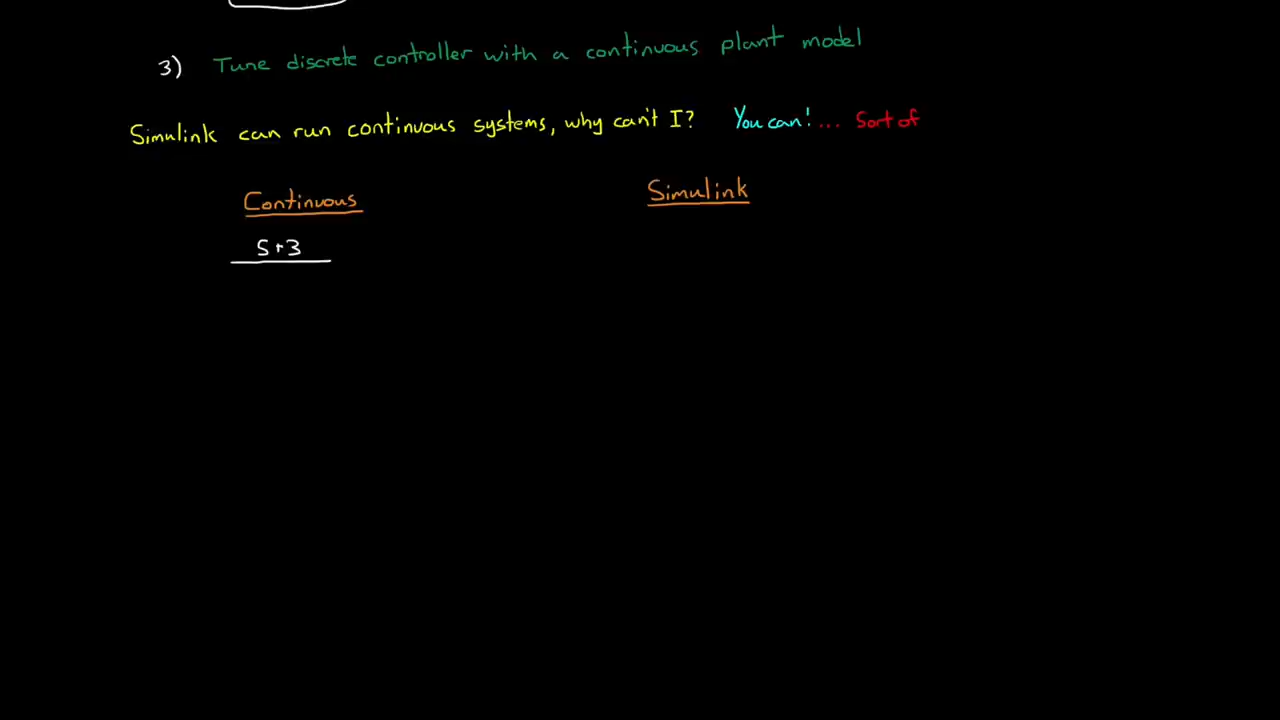 3) Tune discrete controller with a continuous plant model
Simulink can run continuous systems, why can't I? You can! ... Sort of
Continuous Simulink
S+3